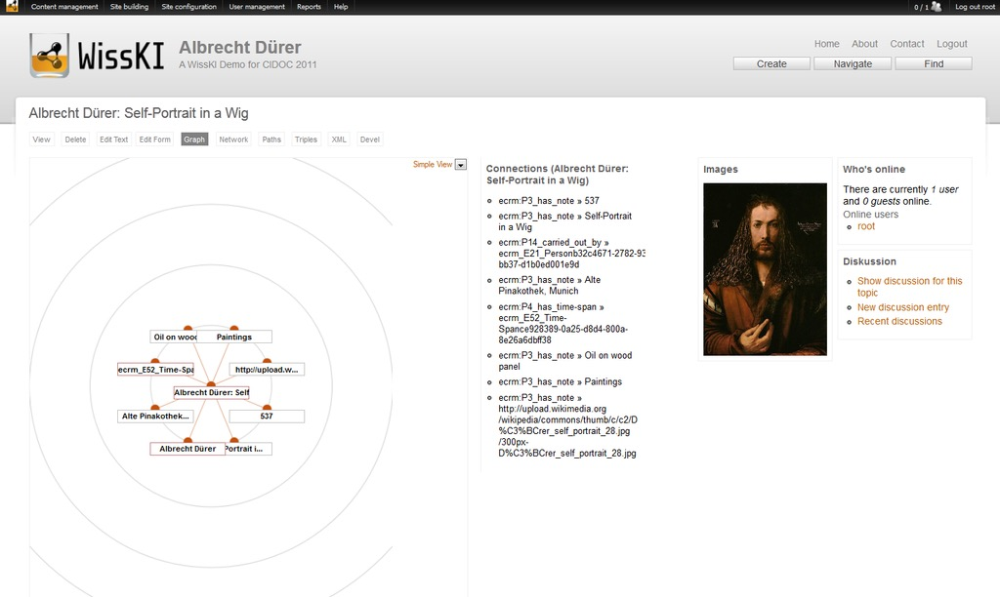 Content management Site building Site configuration User management Reports Help 0 / 1 Log out root
WissKI
Albrecht Dürer
A WissKI Demo for CIDOC 2011
Home About Contact Logout
Create Navigate Find
Albrecht Dürer: Self-Portrait in a Wig
View Delete Edit Text Edit Form Graph Network Paths Triples XML Devel
Simple View
Oil on wood Paintings
ecrm_E52_Time-Spa http://upload.w...
Albrecht Dürer: Self
Alte Pinakothek... 537
Albrecht Dürer Portrait i...
Connections (Albrecht Dürer:
Self-Portrait in a Wig)
ecrm:P3_has_note » 537
ecrm:P3_has_note » Self-Portrait
in a Wig
ecrm:P14_carried_out_by »
ecrm_E21_Personb32c4671-2782-93
bb37-d1b0ed001e9d
ecrm:P3_has_note » Alte
Pinakothek, Munich
ecrm:P4_has_time-span »
ecrm_E52_Time-
Spance928389-0a25-d8d4-800a-
8e26a6dbff38
ecrm:P3_has_note » Oil on wood
panel
ecrm:P3_has_note » Paintings
ecrm:P3_has_note »
http://upload.wikimedia.org
/wikipedia/commons/thumb/c/c2/D
%C3%BCrer_self_portrait_28.jpg
/300px-
D%C3%BCrer_self_portrait_28.jpg
Images
Who's online
There are currently 1 user
and 0 guests online.
Online users
root
Discussion
Show discussion for this
topic
New discussion entry
Recent discussions